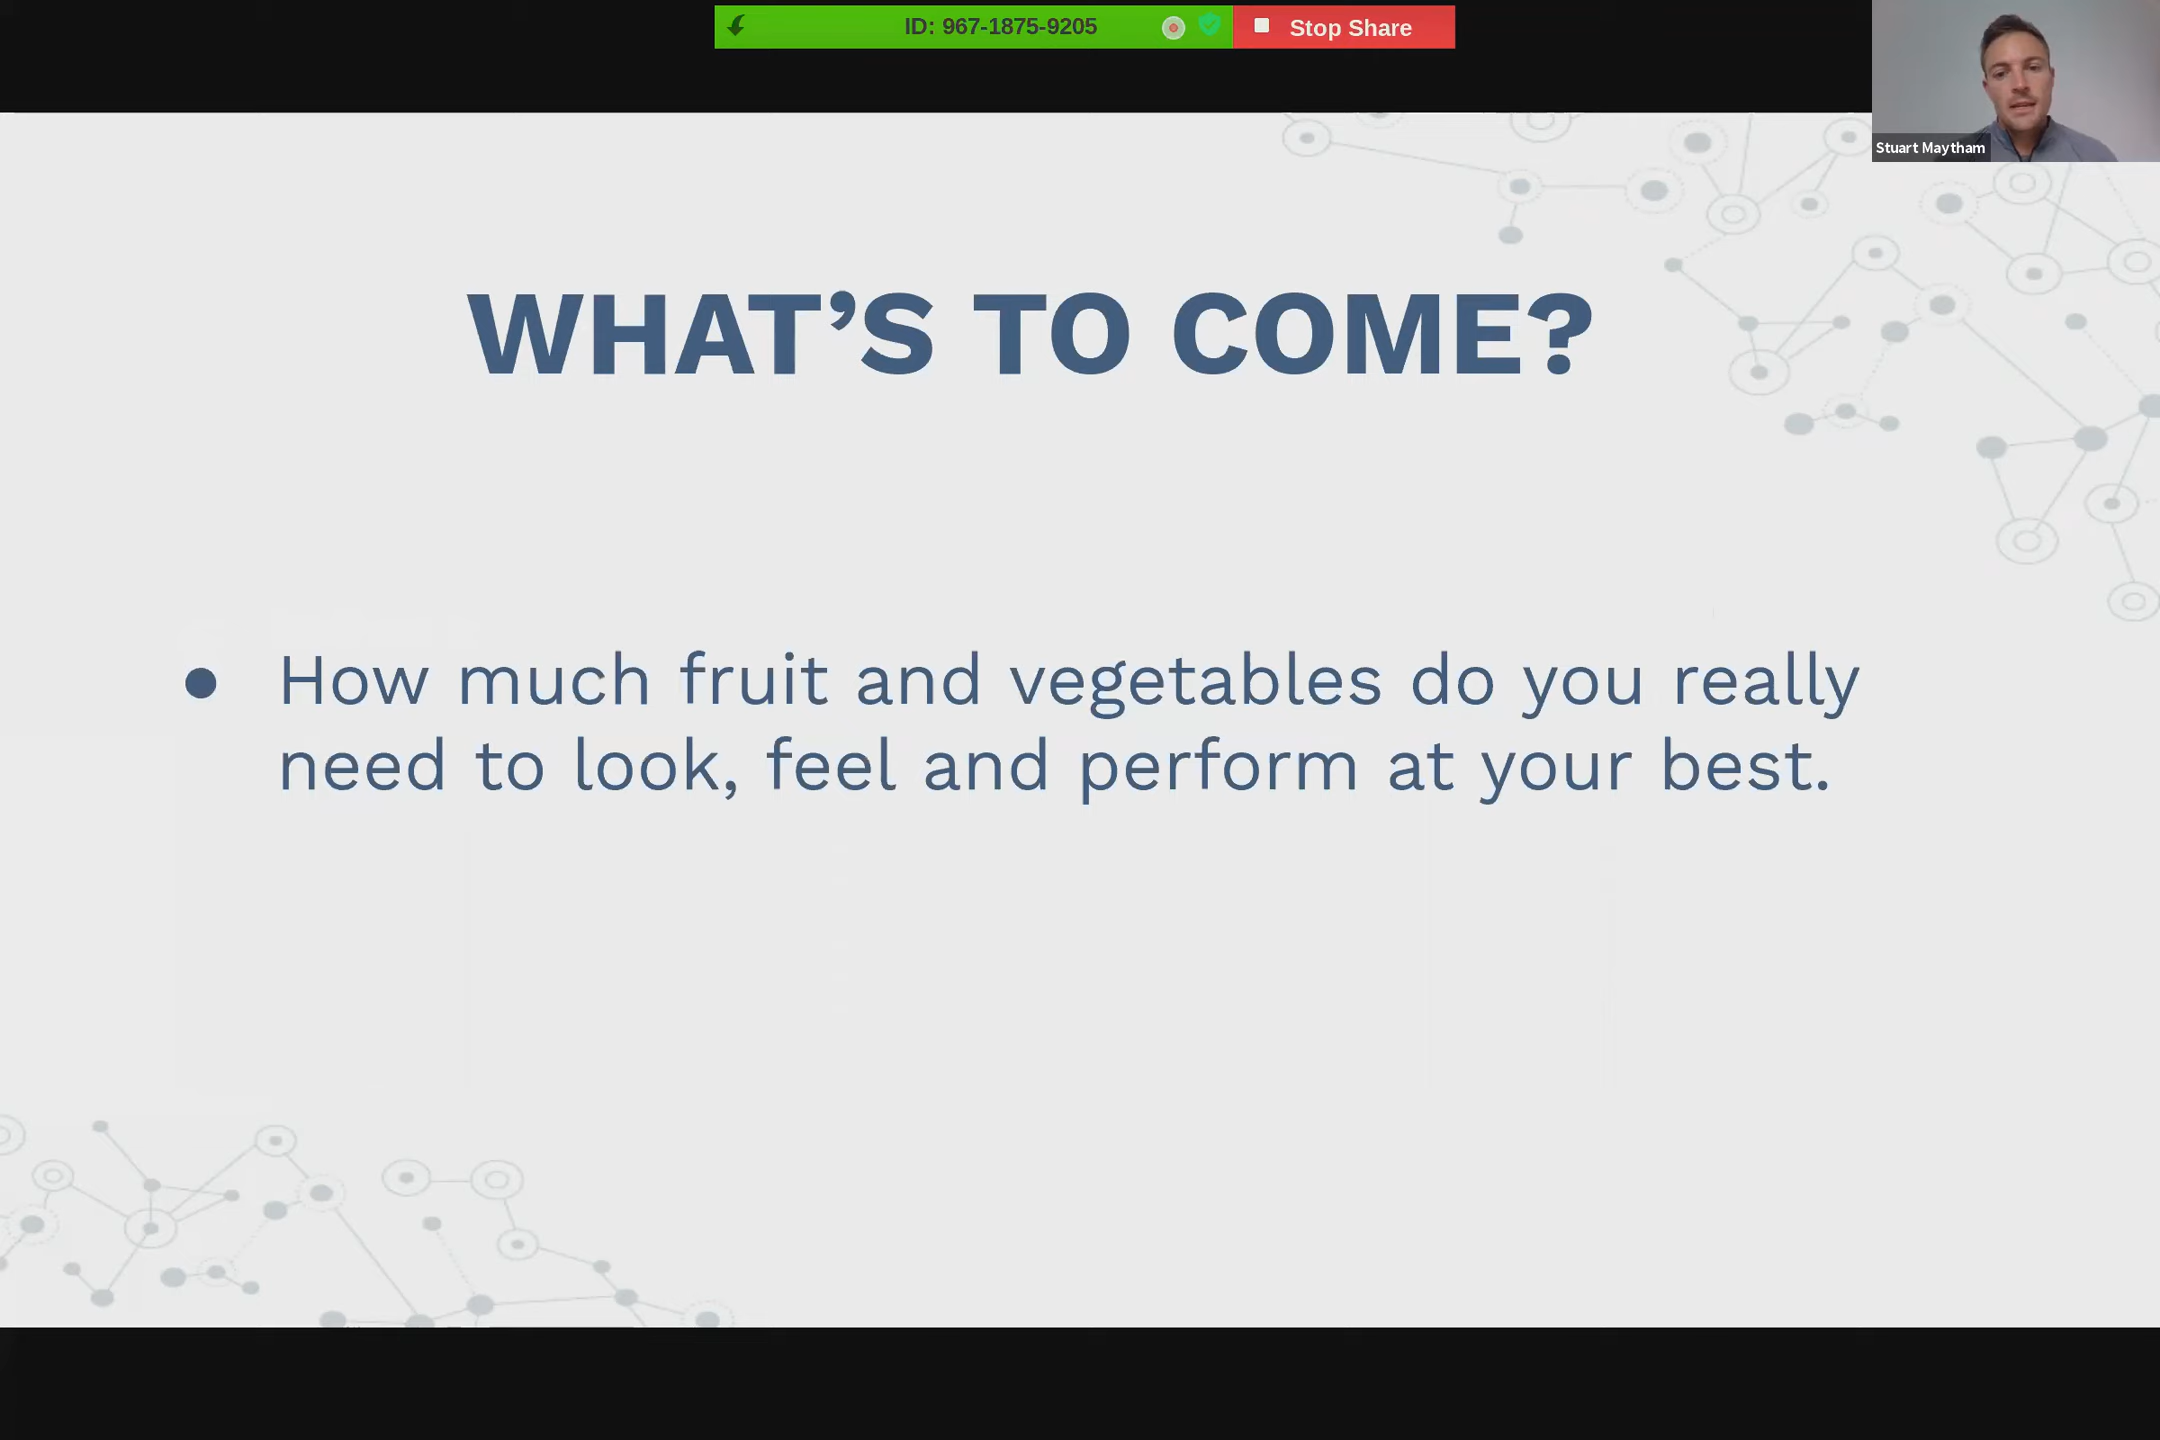 ID: 967-1875-9205
Stop Share
Stuart Maytham
WHAT’S TO COME?
● How much fruit and vegetables do you really
need to look, feel and perform at your best.